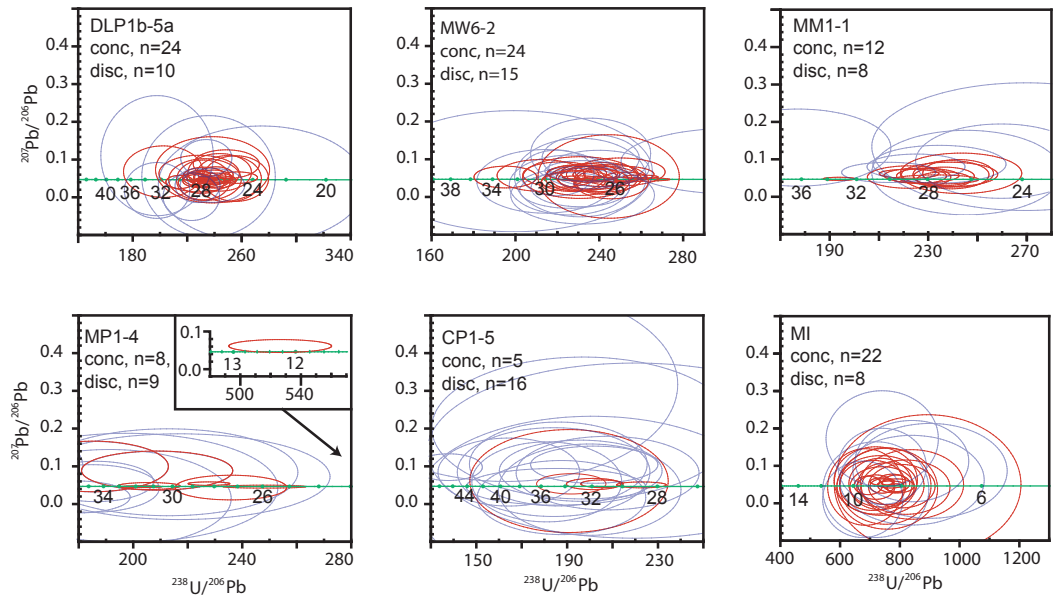 DLP1b-5a
conc, n=24
disc, n=10
0.4
0.3
0.2
0.1
0.0
²⁰⁷Pb/²⁰⁶Pb
40 36 32 28 24 20
180 260 340
MW6-2
conc, n=24
disc, n=15
0.4
0.3
0.2
0.1
0.0
38 34 30 26
160 200 240 280
MM1-1
conc, n=12
disc, n=8
0.4
0.3
0.2
0.1
0.0
36 32 28 24
190 230 270
MP1-4
conc, n=8,
disc, n=9
0.1
0.0
13 12
500 540
0.4
0.3
0.2
0.1
0.0
²⁰⁷Pb/²⁰⁶Pb
34 30 26
200 240 280
²³⁸U/²⁰⁶Pb
CP1-5
conc, n=5
disc, n=16
0.4
0.3
0.2
0.1
0.0
44 40 36 32 28
150 190 230
²³⁸U/²⁰⁶Pb
MI
conc, n=22
disc, n=8
0.4
0.3
0.2
0.1
0.0
14 10 6
400 600 800 1000 1200
²³⁸U/²⁰⁶Pb